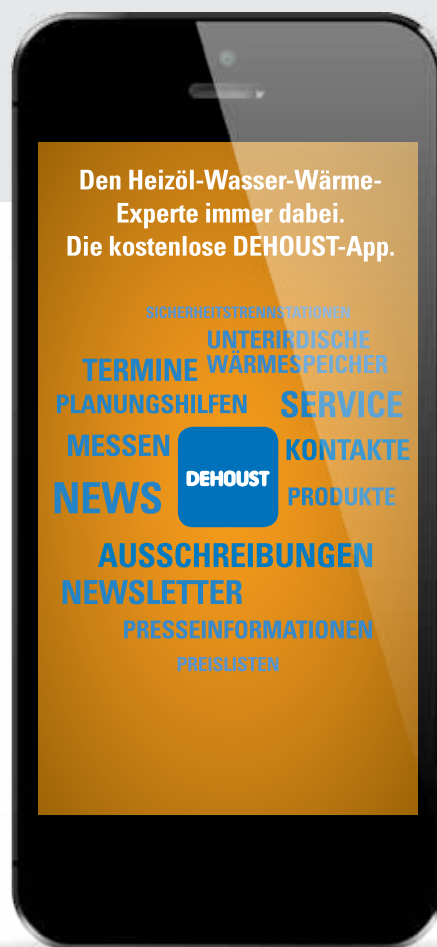 Den Heizöl-Wasser-Wärme-
Experte immer dabei.
Die kostenlose DEHOUST-App.
SICHERHEITSTRENNSTATIONEN
UNTERIRDISCHE
WÄRMESPEICHER
TERMINE
PLANUNGSHILFEN
SERVICE
MESSEN
KONTAKTE
DEHOUST
NEWS
PRODUKTE
AUSSCHREIBUNGEN
NEWSLETTER
PRESSEINFORMATIONEN
PREISLISTEN